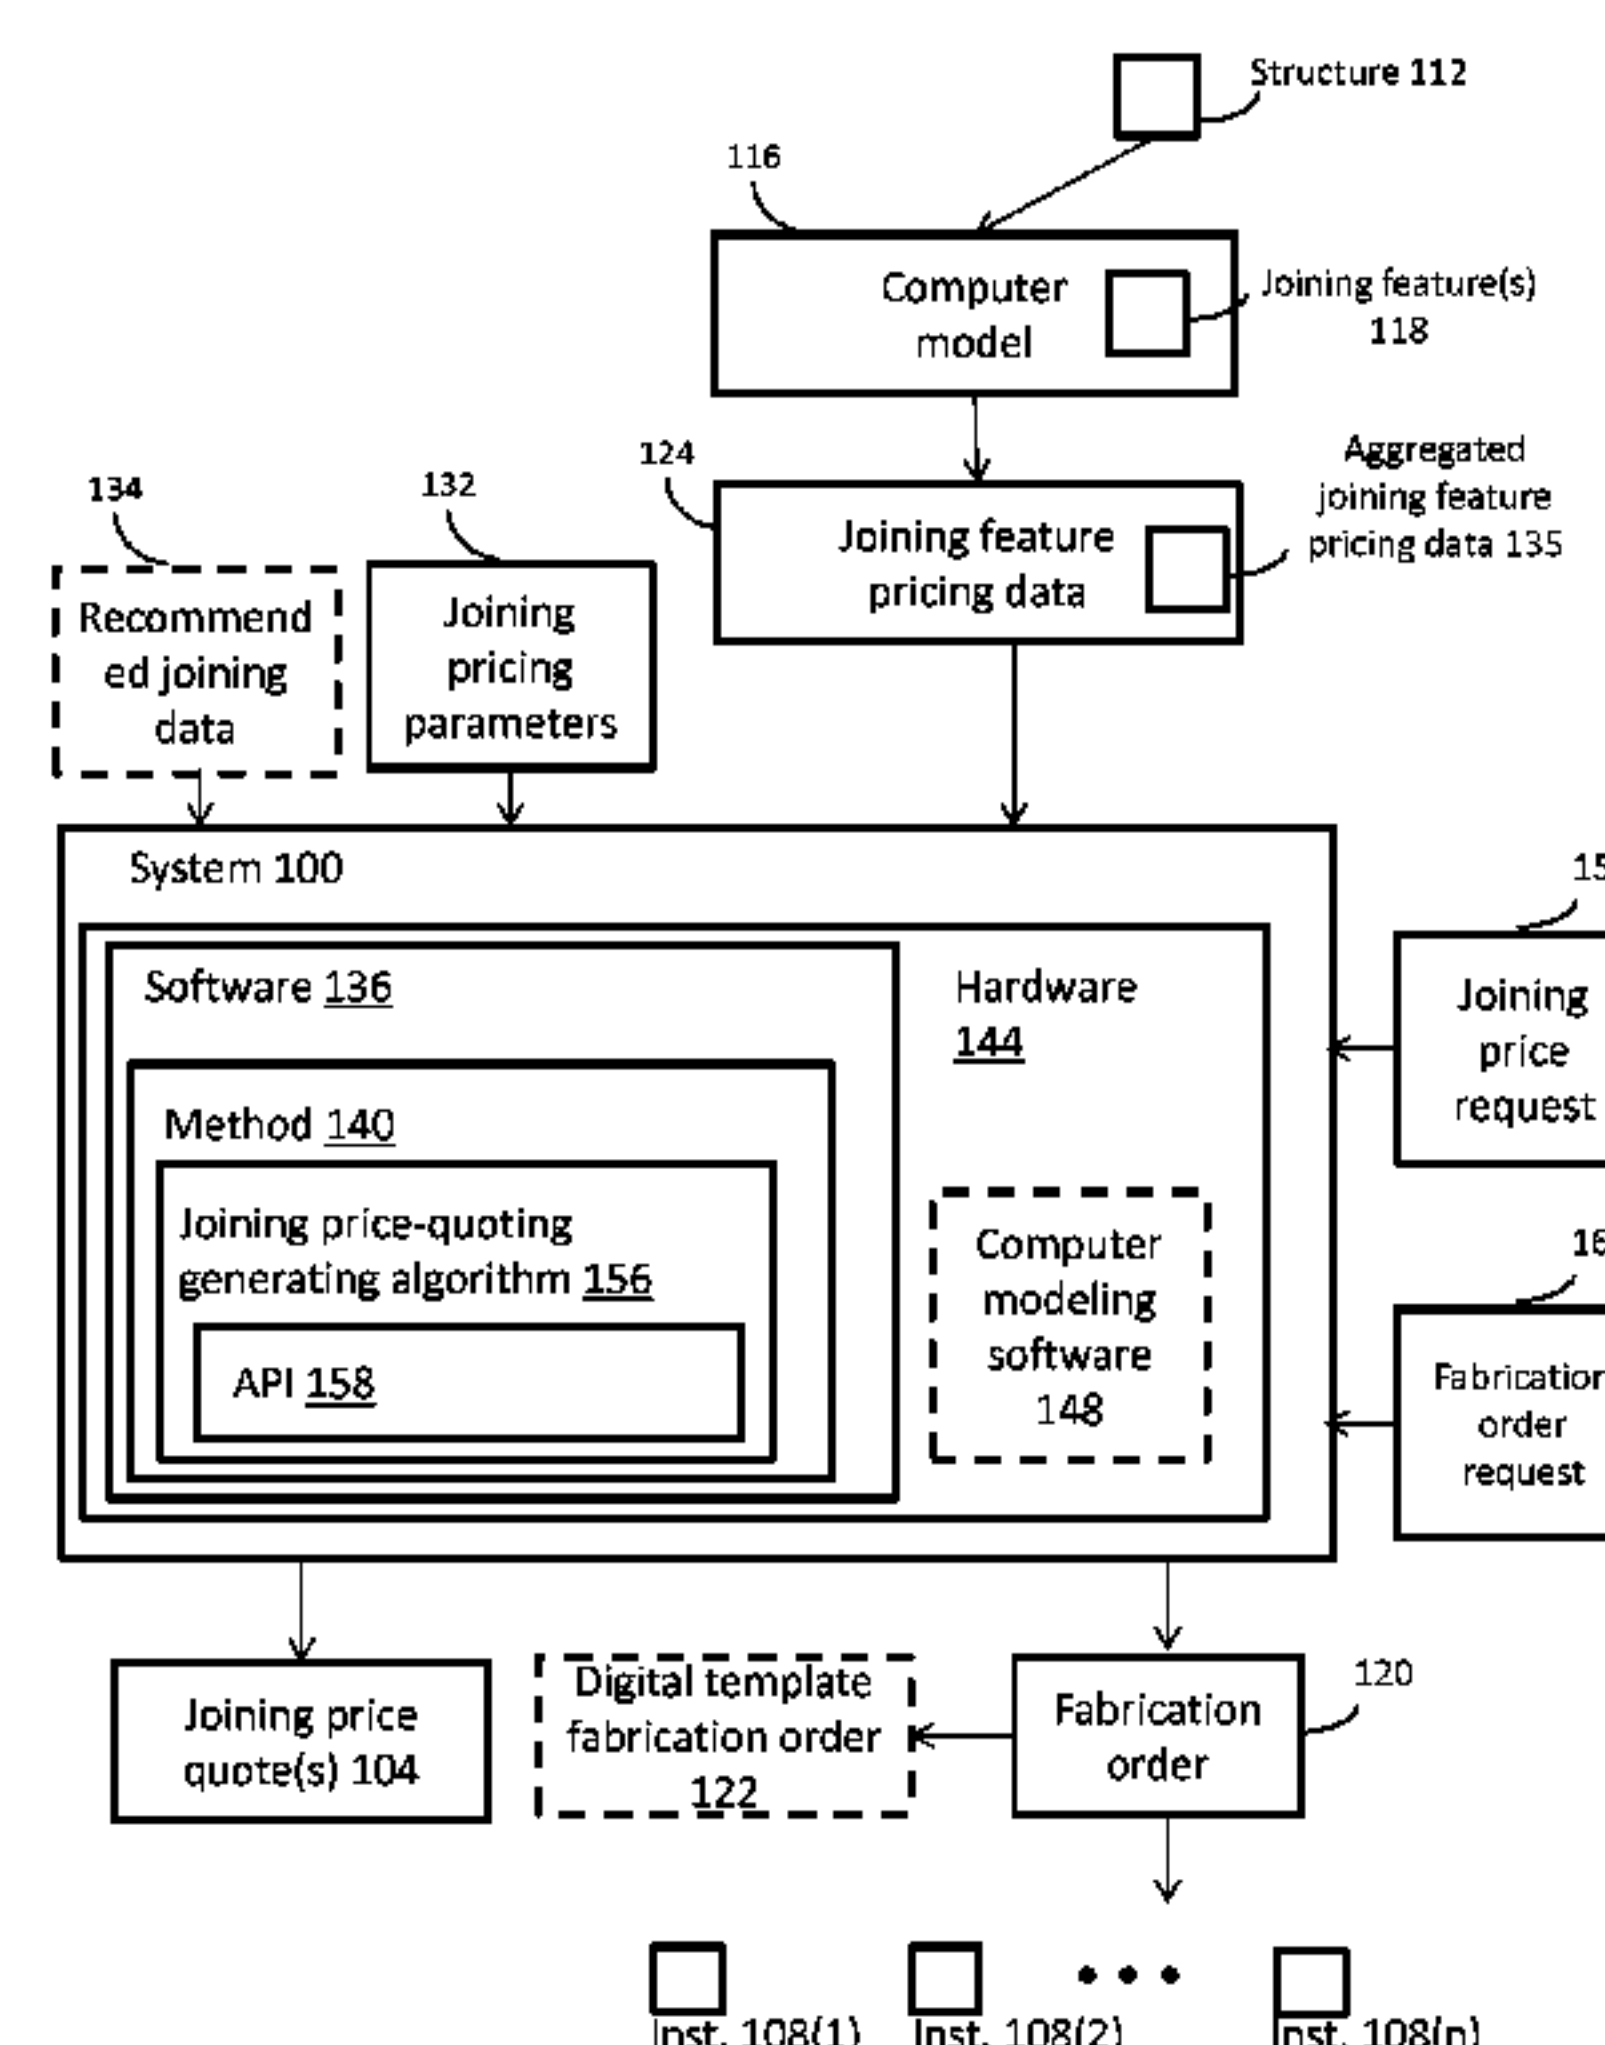 Structure 112
116
Computer
model
Joining feature(s)
118
124
Aggregated
joining feature
pricing data 135
134
132
Joining feature
pricing data
Recommend
ed joining
data
Joining
pricing
parameters
System 100
15
Software 136
Hardware
144
Joining
price
request
Method 140
Joining price-quoting
generating algorithm 156
API 158
Computer
modeling
software
148
16
Fabrication
order
request
Joining price
quote(s) 104
Digital template
fabrication order
122
Fabrication
order
120
Inst. 108(1)
Inst. 108(2)
Inst. 108(n)